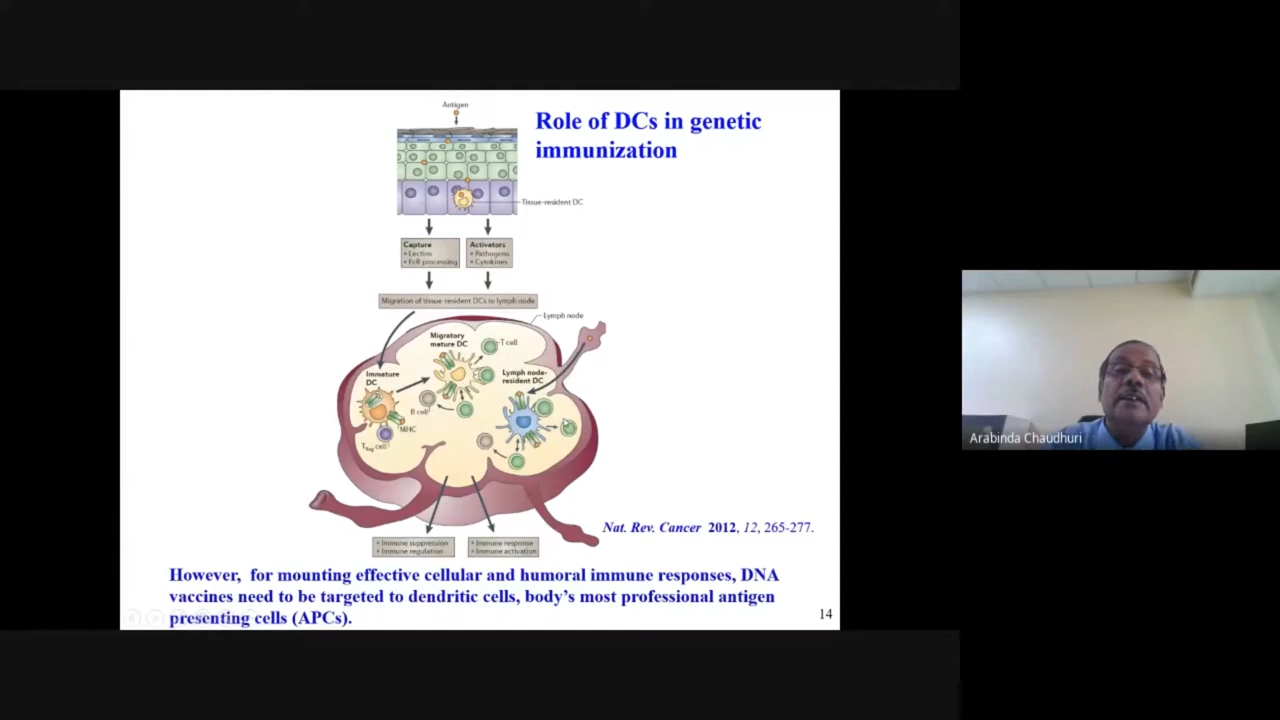 Antigen
Role of DCs in genetic
immunization
Tissue-resident DC
Capture
• Lectins
• FcR processing
Activators
• Pathogens
• Cytokines
Migration of tissue-resident DCs to lymph node
Lymph node
Migratory
mature DC
T cell
Immature
DC
Lymph node-
resident DC
B cell
MHC
TReg cell
Arabinda Chaudhuri
Nat. Rev. Cancer 2012, 12, 265-277.
• Immune suppression
• Immune regulation
• Immune response
• Immune activation
However, for mounting effective cellular and humoral immune responses, DNA
vaccines need to be targeted to dendritic cells, body's most professional antigen
presenting cells (APCs).
14